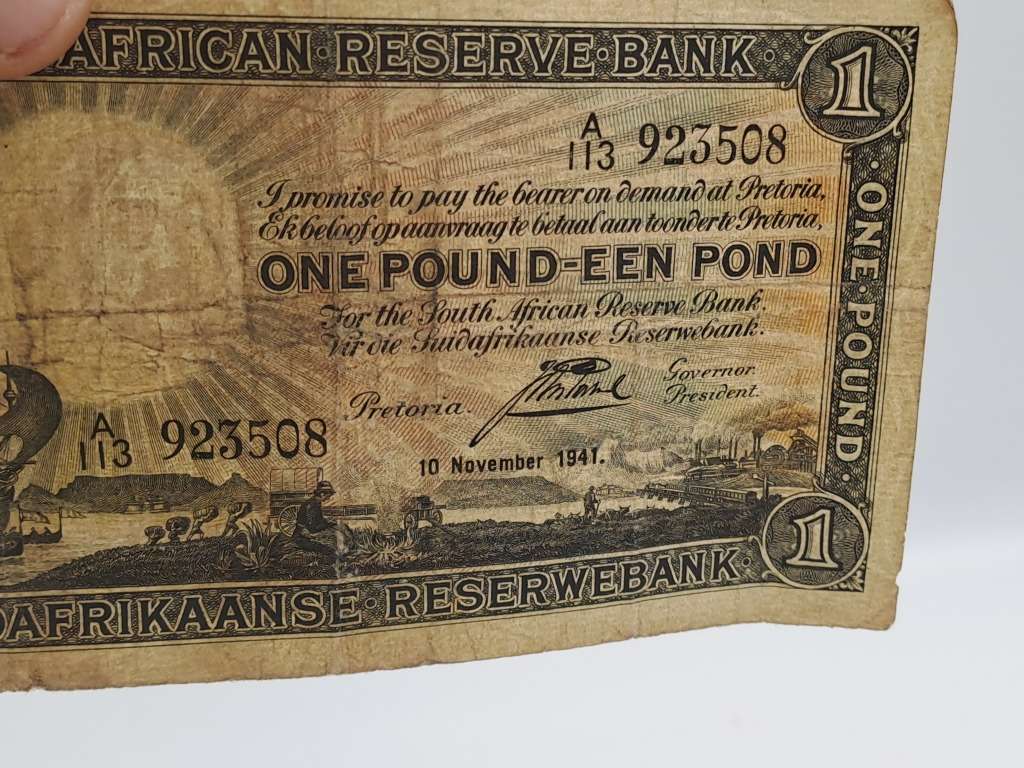 AFRICAN·RESERVE·BANK·
1
A
113 923508
I promise to pay the bearer on demand at Pretoria,
Ek beloof op aanvraag te betaal aan toonder te Pretoria,
ONE POUND-EEN POND
For the South African Reserve Bank.
Vir die Suidafrikaanse Reserwebank.
Governor.
President.
Pretoria.
A
113 923508
10 November 1941.
·ONE·POUND·
1
DAFRIKAANSE·RESERWEBANK·